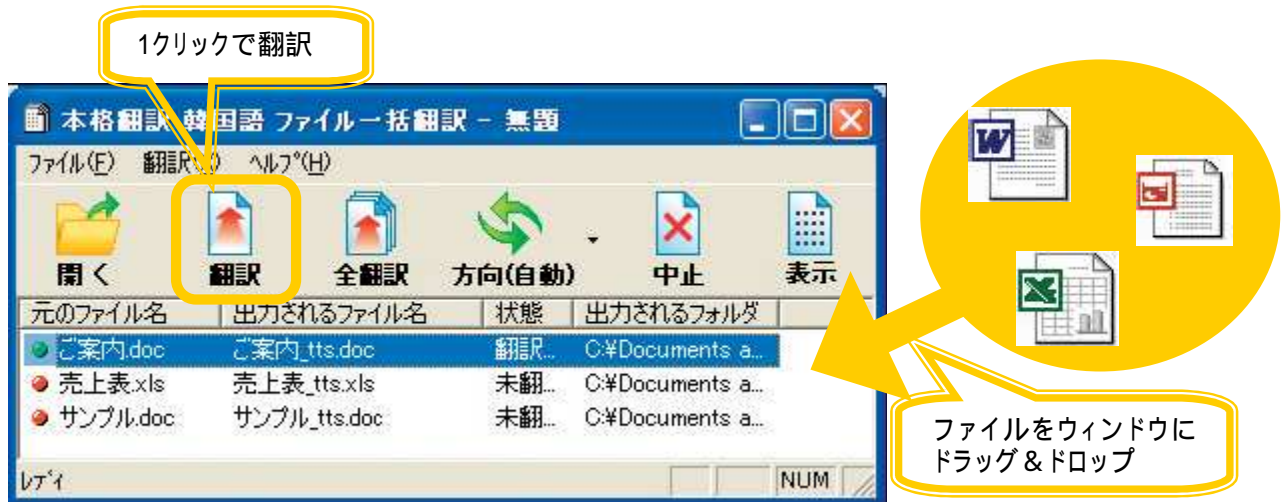 1クリックで翻訳
本格翻訳 韓国語 ファイル一括翻訳 - 無題
ファイル(F) 翻訳 ヘルプ(H)
開く 翻訳 全翻訳 方向(自動) 中止 表示
元のファイル名 出力されるファイル名 状態 出力されるフォルダ
ご案内.doc ご案内_tts.doc 翻訳... C:¥Documents a...
売上表.xls 売上表_tts.xls 未翻... C:¥Documents a...
サンプル.doc サンプル_tts.doc 未翻... C:¥Documents a...
ファイルをウィンドウに
ドラッグ＆ドロップ
レディ NUM